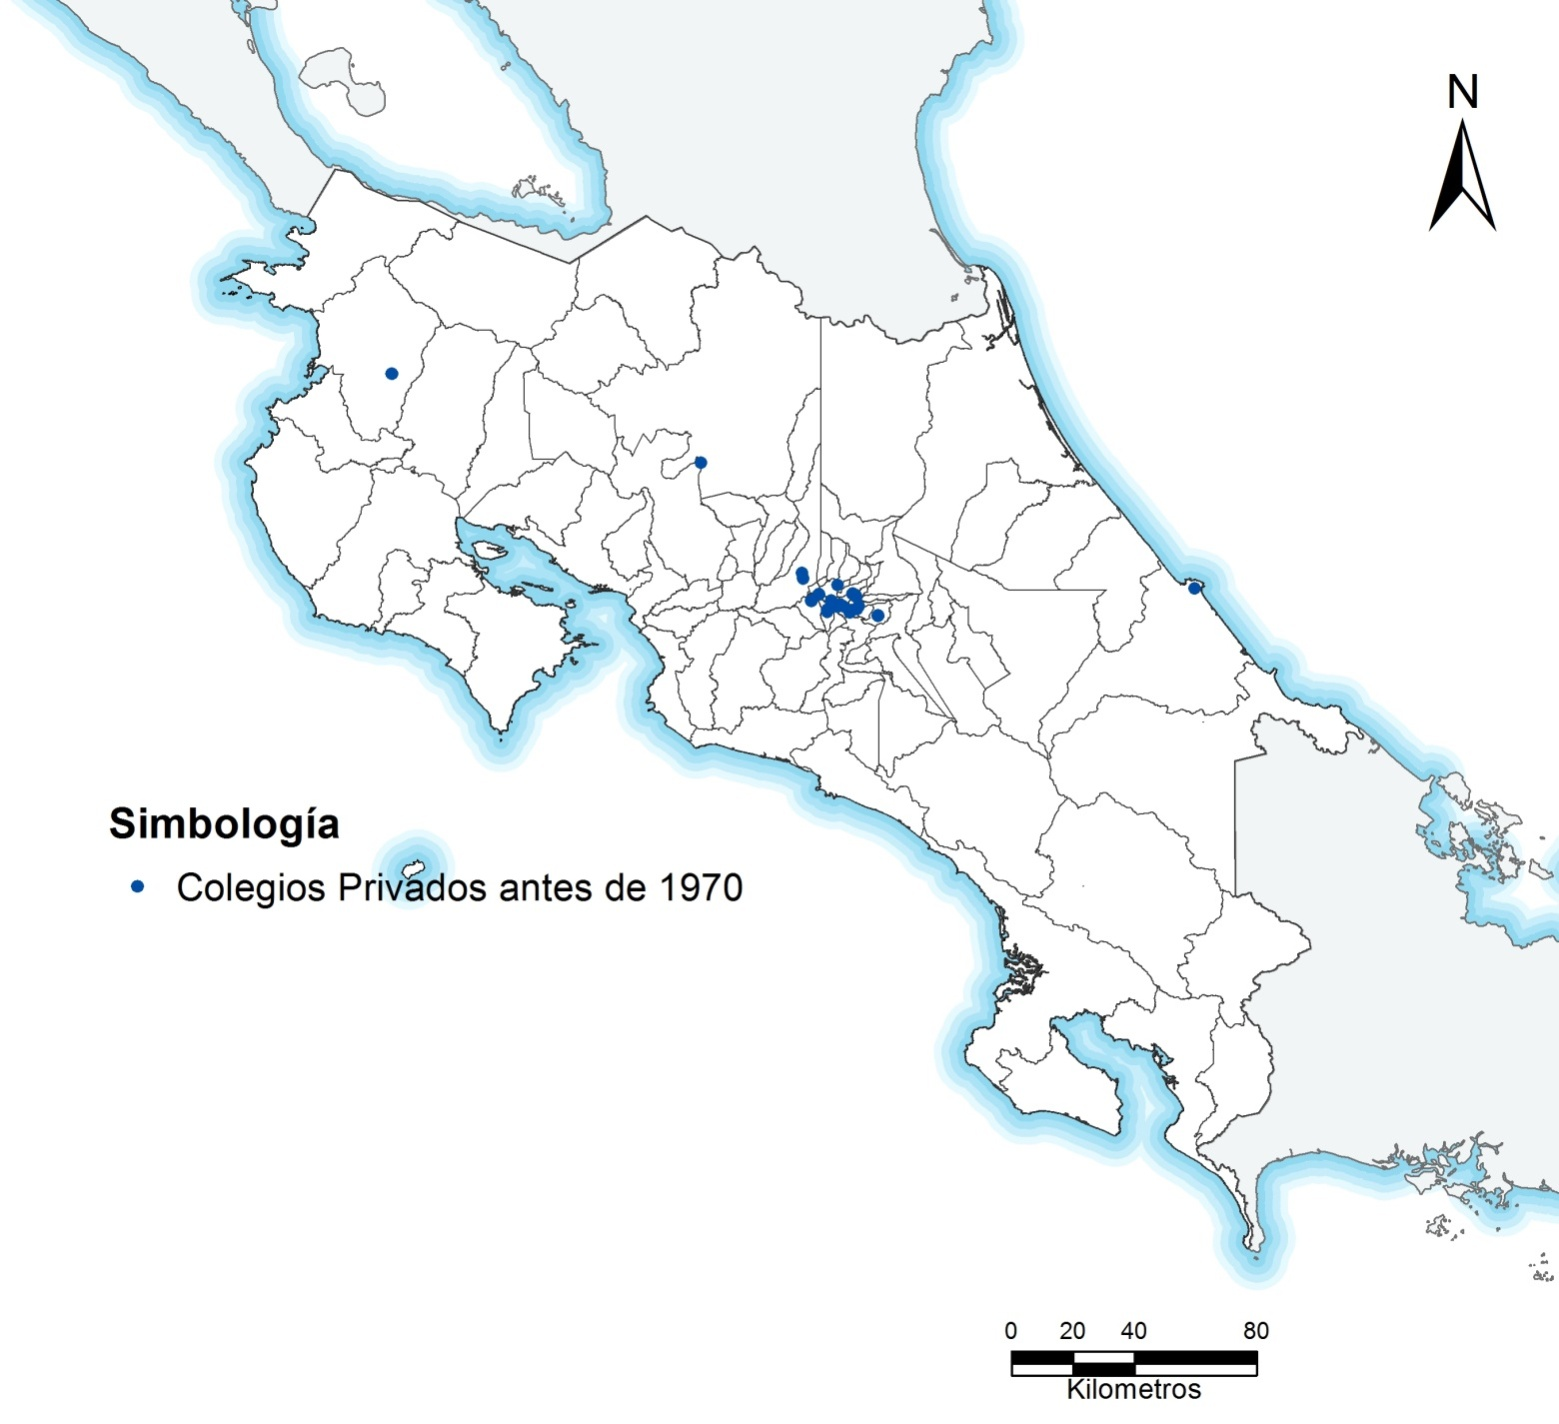 N
Simbología
Colegios Privados antes de 1970
0 20 40 80
Kilometros